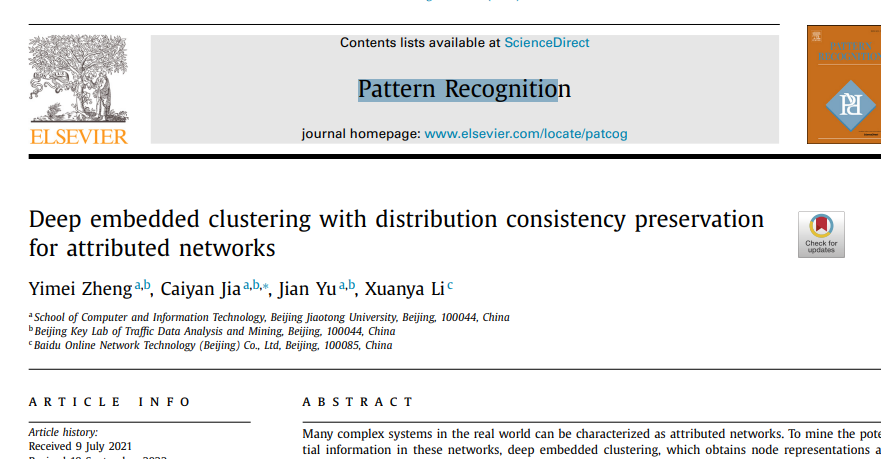 Contents lists available at ScienceDirect
Pattern Recognition
journal homepage: www.elsevier.com/locate/patcog
ELSEVIER
PATTERN
RECOGNITION
Deep embedded clustering with distribution consistency preservation
for attributed networks
Check for
updates
Yimei Zheng a,b, Caiyan Jia a,b,*, Jian Yu a,b, Xuanya Li c
a School of Computer and Information Technology, Beijing Jiaotong University, Beijing, 100044, China
b Beijing Key Lab of Traffic Data Analysis and Mining, Beijing, 100044, China
c Baidu Online Network Technology (Beijing) Co., Ltd, Beijing, 100085, China
ARTICLE INFO
ABSTRACT
Article history:
Received 9 July 2021
Many complex systems in the real world can be characterized as attributed networks. To mine the pote
tial information in these networks, deep embedded clustering, which obtains node representations a